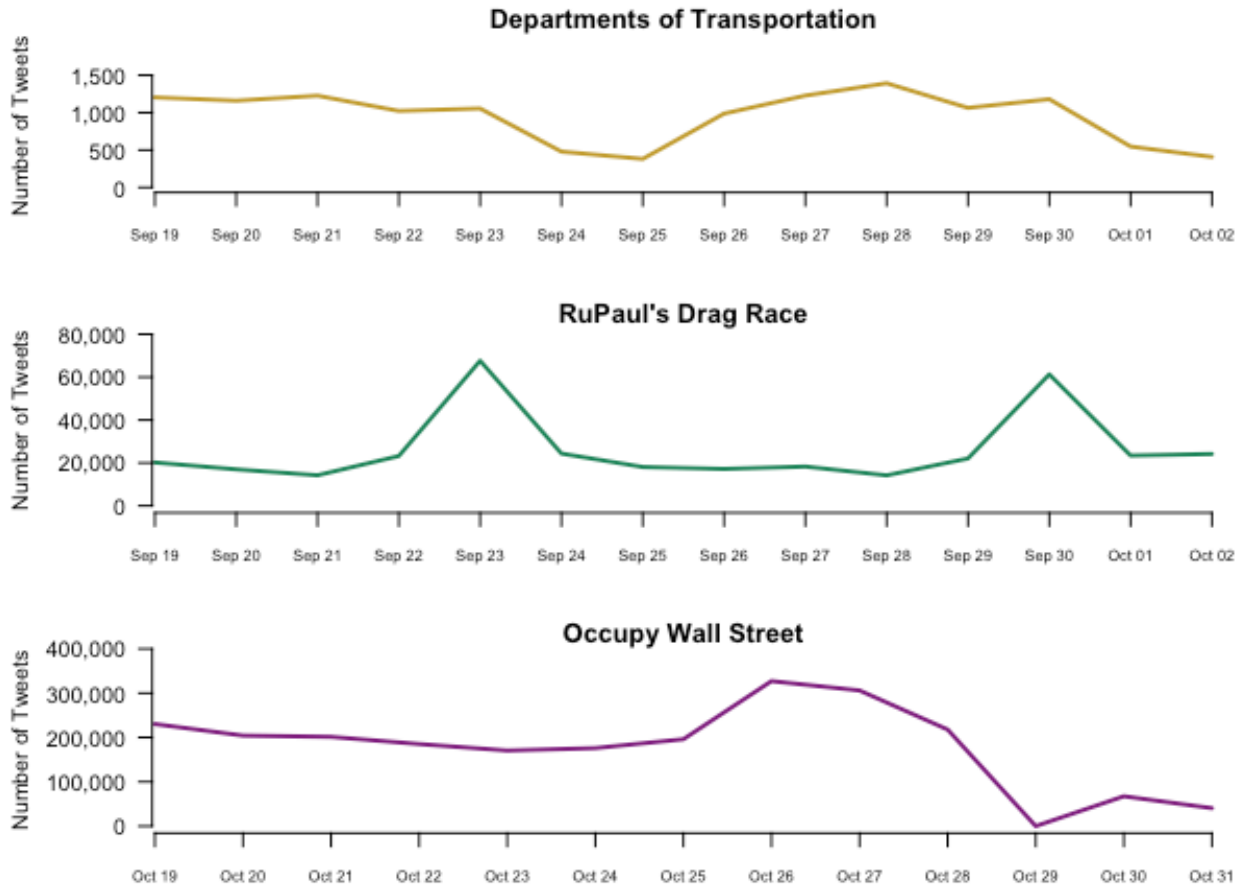 Departments of Transportation
Number of Tweets
1,500
1,000
500
0
Sep 19 Sep 20 Sep 21 Sep 22 Sep 23 Sep 24 Sep 25 Sep 26 Sep 27 Sep 28 Sep 29 Sep 30 Oct 01 Oct 02
RuPaul's Drag Race
Number of Tweets
80,000
60,000
40,000
20,000
0
Sep 19 Sep 20 Sep 21 Sep 22 Sep 23 Sep 24 Sep 25 Sep 26 Sep 27 Sep 28 Sep 29 Sep 30 Oct 01 Oct 02
Occupy Wall Street
Number of Tweets
400,000
300,000
200,000
100,000
0
Oct 19 Oct 20 Oct 21 Oct 22 Oct 23 Oct 24 Oct 25 Oct 26 Oct 27 Oct 28 Oct 29 Oct 30 Oct 31